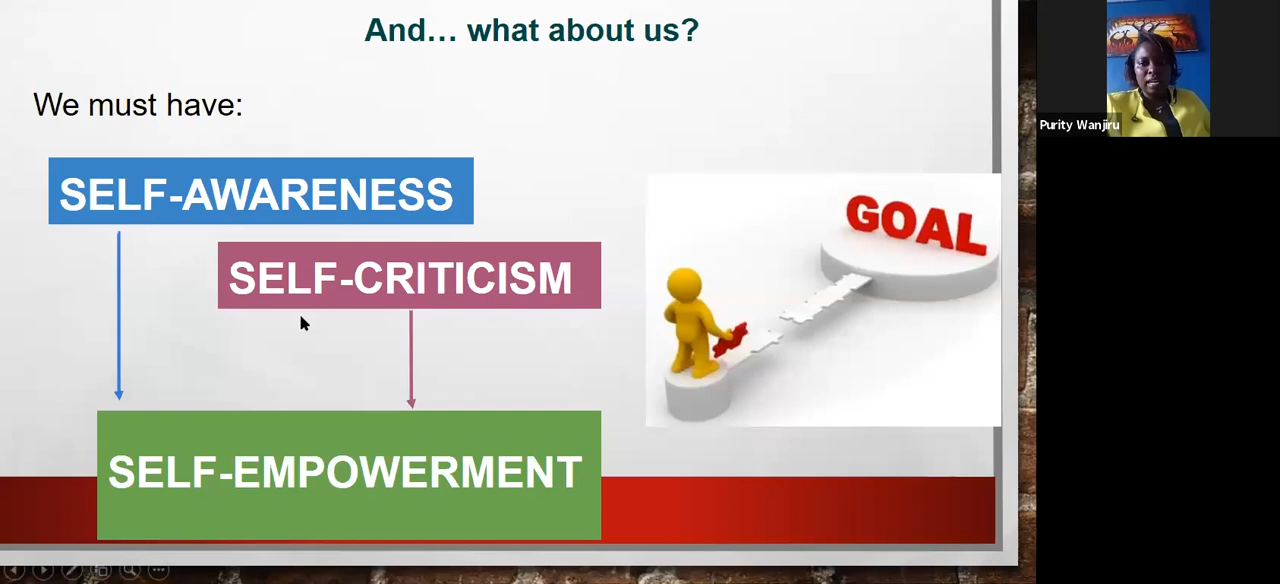 And... what about us?
We must have:
SELF-AWARENESS
SELF-CRITICISM
SELF-EMPOWERMENT
GOAL
Purity Wanjiru